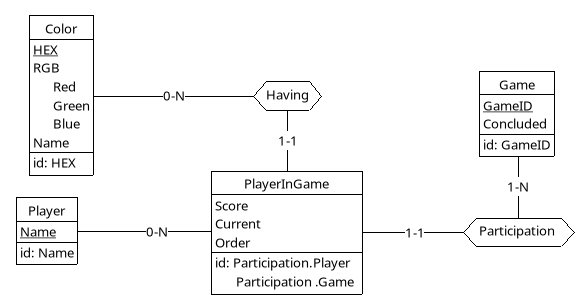 Color
HEX
RGB
Red
Green
Blue
Name
id: HEX
0-N
Having
1-1
Game
GameID
Concluded
id: GameID
1-N
Participation
1-1
PlayerInGame
Score
Current
Order
id: Participation.Player
Participation .Game
0-N
Player
Name
id: Name